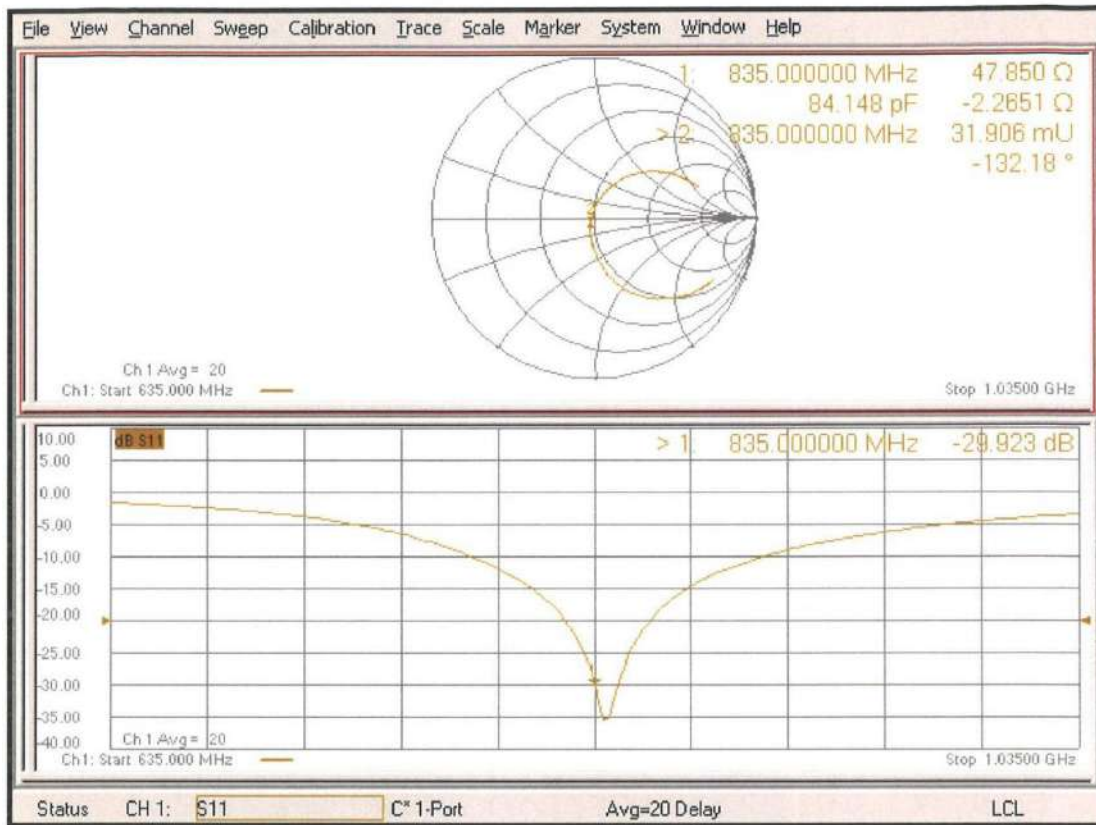 File View Channel Sweep Calibration Trace Scale Marker System Window Help
1: 835.000000 MHz 47.850 Ω
84.148 pF -2.2651 Ω
> 2: 835.000000 MHz 31.906 mU
-132.18 °
Ch 1 Avg = 20
Ch1: Start 635.000 MHz Stop 1.03500 GHz
10.00 dB S11 > 1: 835.000000 MHz -29.923 dB
5.00
0.00
-5.00
-10.00
-15.00
-20.00
-25.00
-30.00
-35.00
-40.00 Ch 1 Avg = 20
Ch1: Start 635.000 MHz Stop 1.03500 GHz
Status CH 1: S11 C* 1-Port Avg=20 Delay LCL